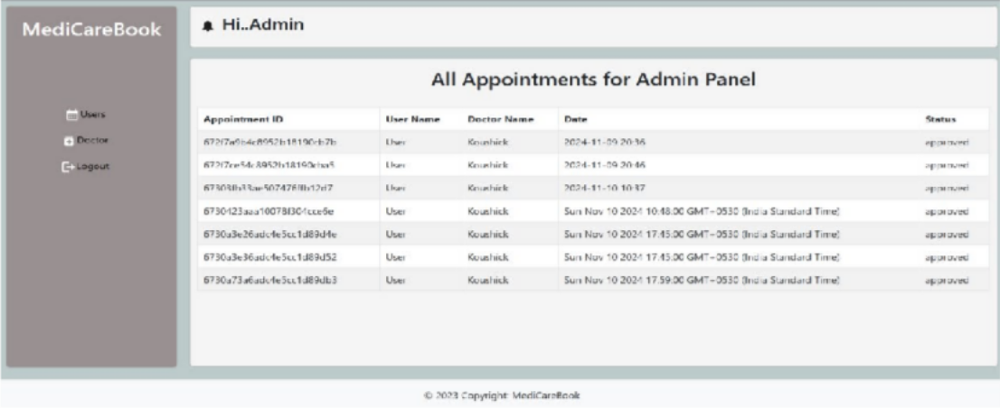 MediCareBook
Hi..Admin
Users
Doctor
Logout
All Appointments for Admin Panel
Appointment ID User Name Doctor Name Date Status
User Koushick 2024-11-09 20:36 approved
User Koushick 2024-11-09 20:46 approved
User Koushick 2024-11-10 10:37 approved
6730423aaa10078f304cce6e User Koushick Sun Nov 10 2024 10:48:00 GMT+0530 (India Standard Time) approved
6730a3e26adc4e5cc1d89d4e User Koushick Sun Nov 10 2024 17:45:00 GMT+0530 (India Standard Time) approved
6730a3e36adc4e5cc1d89d52 User Koushick Sun Nov 10 2024 17:45:00 GMT+0530 (India Standard Time) approved
6730a73a6adc4e5cc1d89db3 User Koushick Sun Nov 10 2024 17:59:00 GMT+0530 (India Standard Time) approved
© 2023 Copyright: MediCareBook